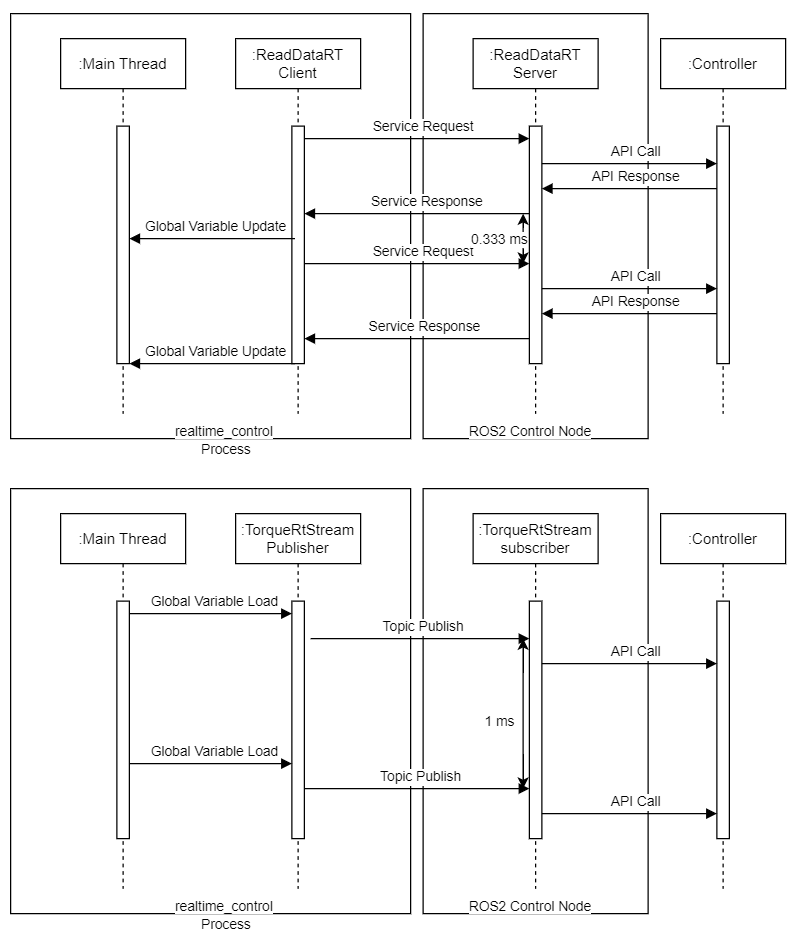 :Main Thread
:ReadDataRT
Client
:ReadDataRT
Server
:Controller
Service Request
API Call
API Response
Service Response
Global Variable Update
0.333 ms
Service Request
API Call
API Response
Service Response
Global Variable Update
realtime_control
Process
ROS2 Control Node
:Main Thread
:TorqueRtStream
Publisher
:TorqueRtStream
subscriber
:Controller
Global Variable Load
Topic Publish
API Call
1 ms
Global Variable Load
Topic Publish
API Call
realtime_control
Process
ROS2 Control Node